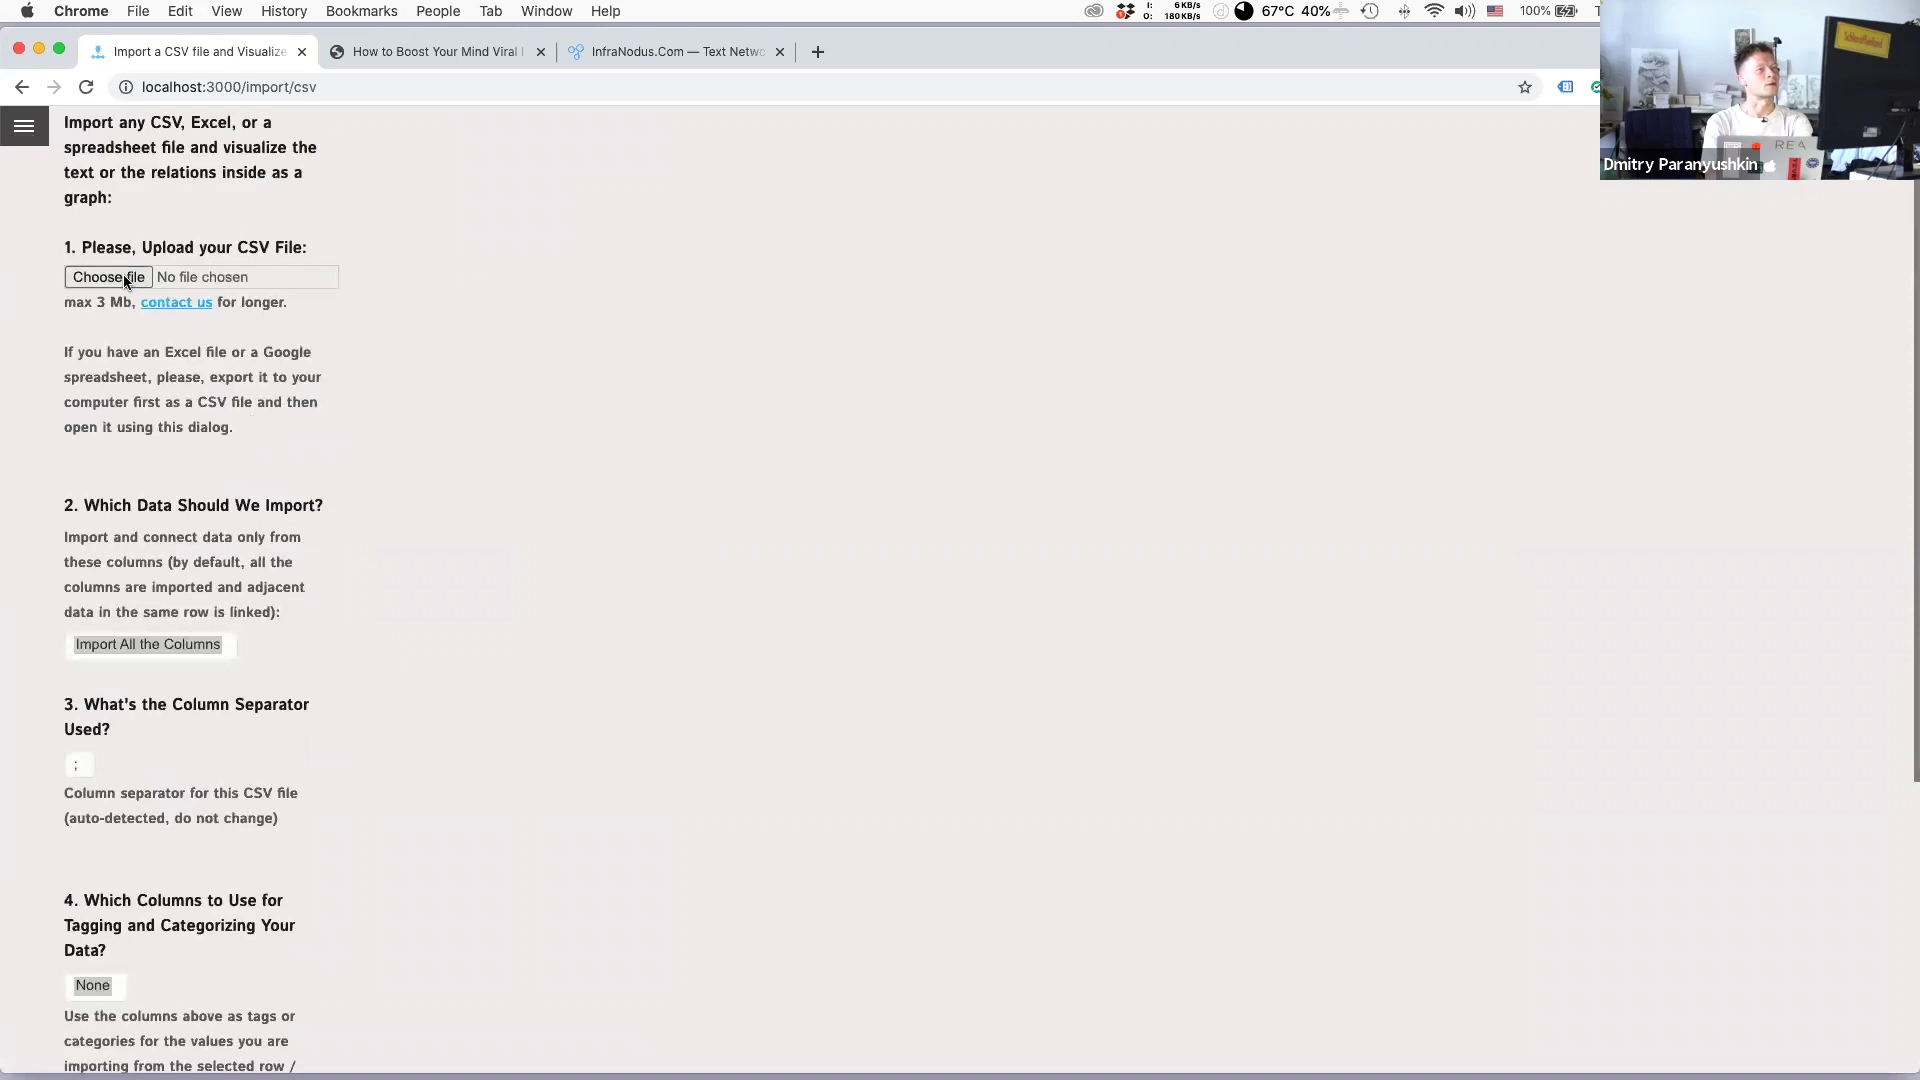 Chrome File Edit View History Bookmarks People Tab Window Help
I: 6 KB/s
O: 180 KB/s
67°C 40% 100%
Import a CSV file and Visualize
How to Boost Your Mind Viral
InfraNodus.Com — Text Netwo
localhost:3000/import/csv
Dmitry Paranyushkin
REA
Import any CSV, Excel, or a
spreadsheet file and visualize the
text or the relations inside as a
graph:
1. Please, Upload your CSV File:
Choose file No file chosen
max 3 Mb, contact us for longer.
If you have an Excel file or a Google
spreadsheet, please, export it to your
computer first as a CSV file and then
open it using this dialog.
2. Which Data Should We Import?
Import and connect data only from
these columns (by default, all the
columns are imported and adjacent
data in the same row is linked):
Import All the Columns
3. What's the Column Separator
Used?
;
Column separator for this CSV file
(auto-detected, do not change)
4. Which Columns to Use for
Tagging and Categorizing Your
Data?
None
Use the columns above as tags or
categories for the values you are
importing from the selected row /